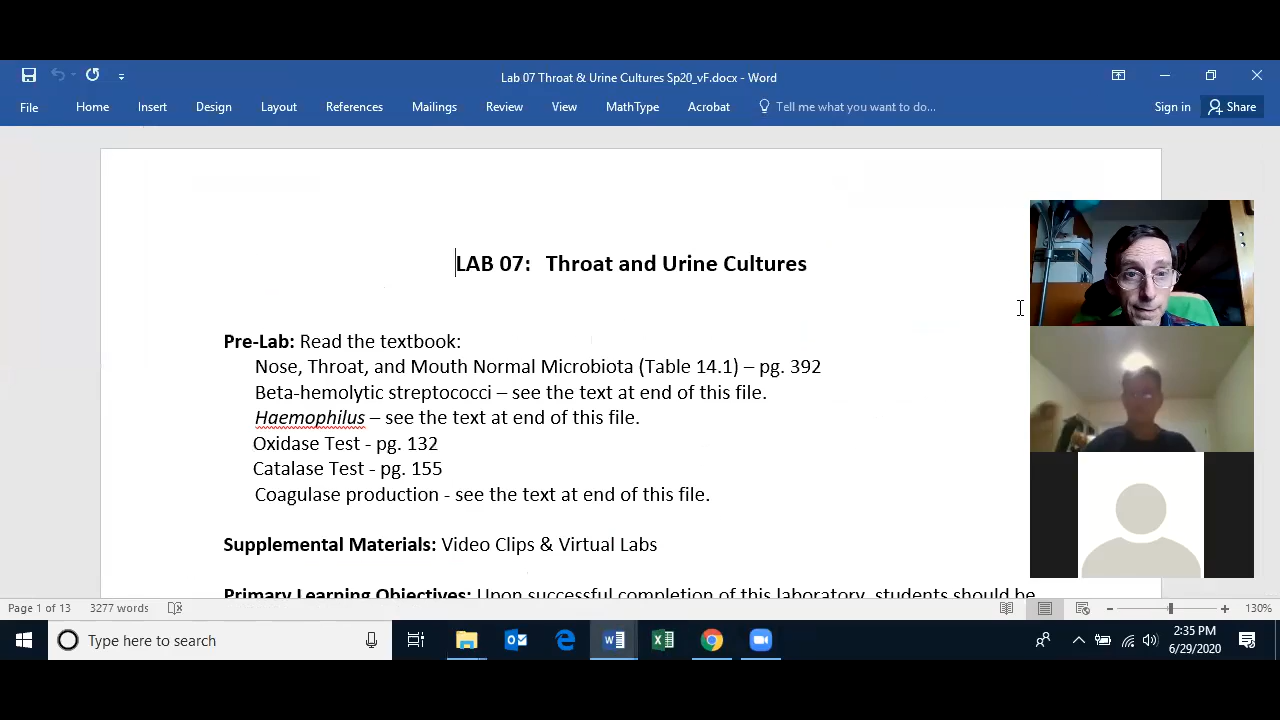 Lab 07 Throat & Urine Cultures Sp20_vF.docx - Word
File Home Insert Design Layout References Mailings Review View MathType Acrobat Tell me what you want to do... Sign in Share
LAB 07: Throat and Urine Cultures
Pre-Lab: Read the textbook:
Nose, Throat, and Mouth Normal Microbiota (Table 14.1) – pg. 392
Beta-hemolytic streptococci – see the text at end of this file.
Haemophilus – see the text at end of this file.
Oxidase Test - pg. 132
Catalase Test - pg. 155
Coagulase production - see the text at end of this file.
Supplemental Materials: Video Clips & Virtual Labs
Primary Learning Objectives: Upon successful completion of this laboratory, students should be
Page 1 of 13 3277 words 130%
Type here to search
2:35 PM
6/29/2020